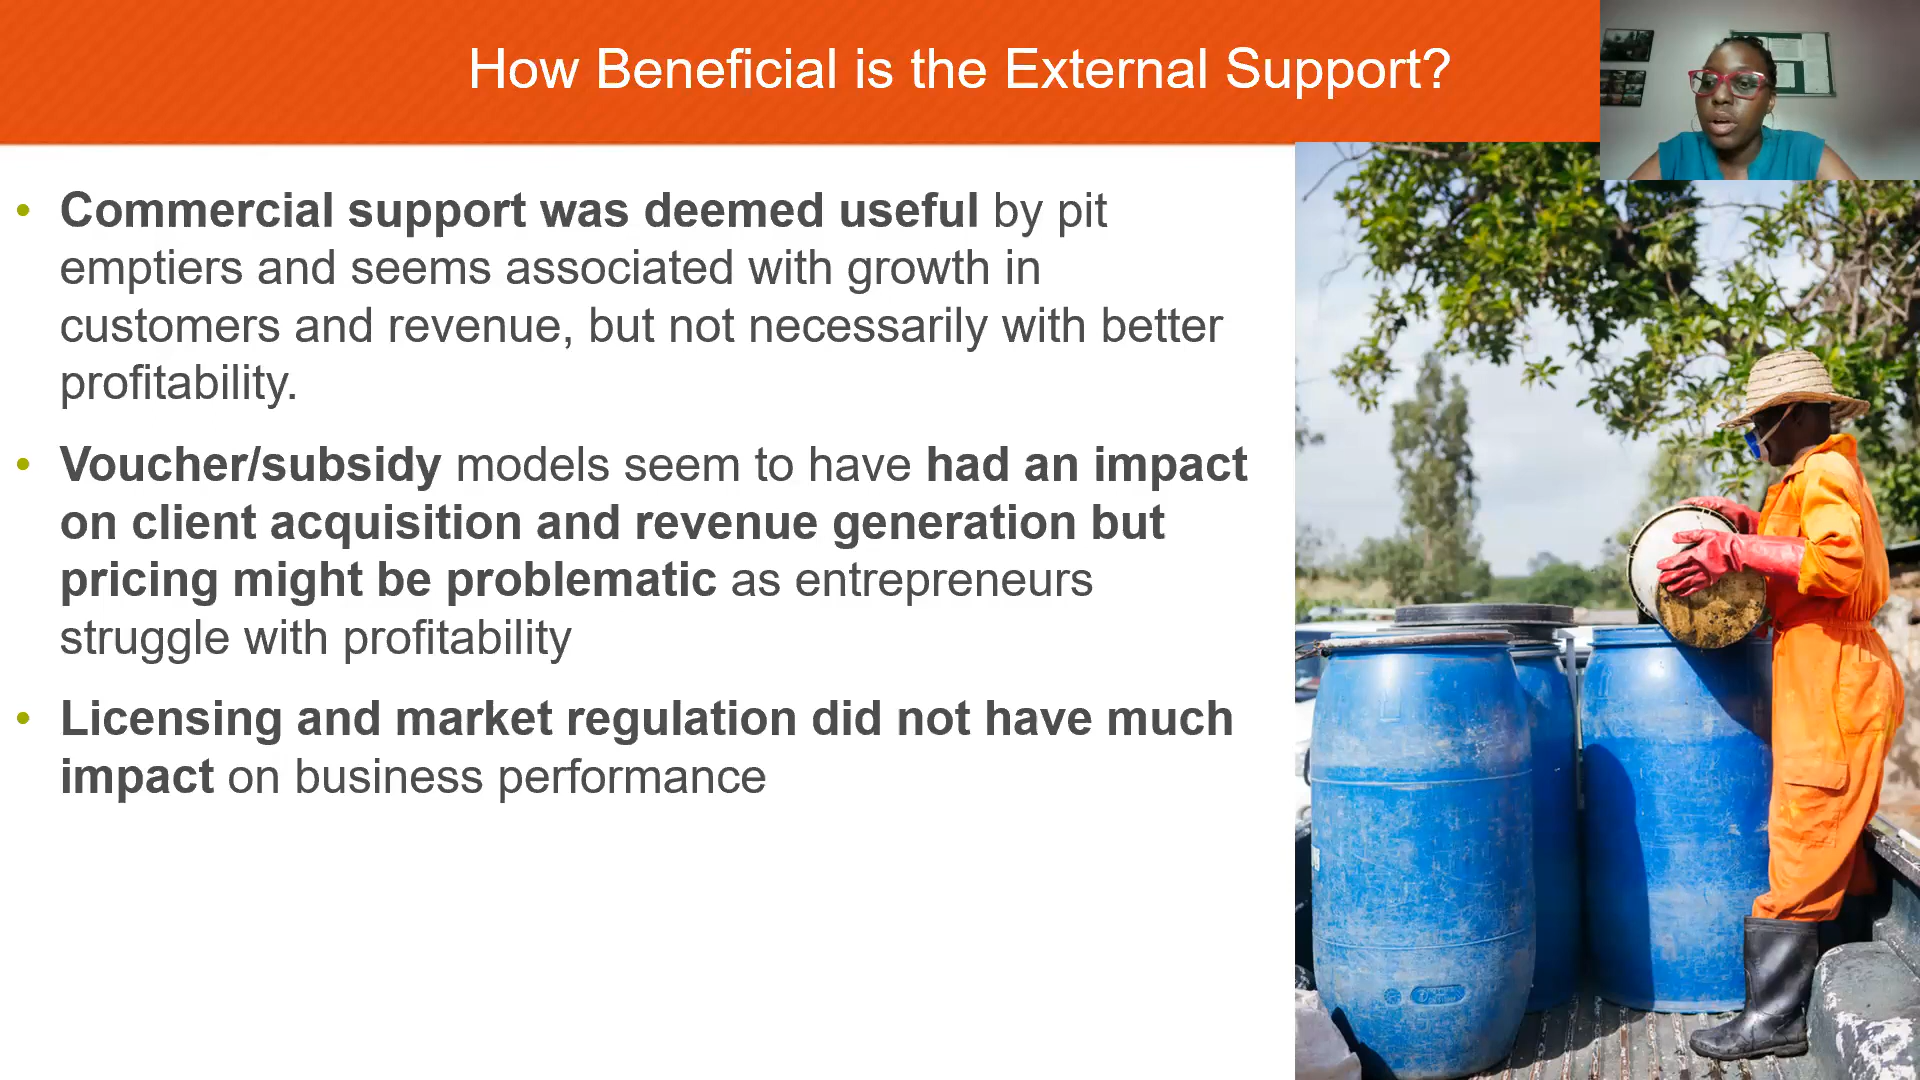 How Beneficial is the External Support?
• Commercial support was deemed useful by pit
emptiers and seems associated with growth in
customers and revenue, but not necessarily with better
profitability.
• Voucher/subsidy models seem to have had an impact
on client acquisition and revenue generation but
pricing might be problematic as entrepreneurs
struggle with profitability
• Licensing and market regulation did not have much
impact on business performance